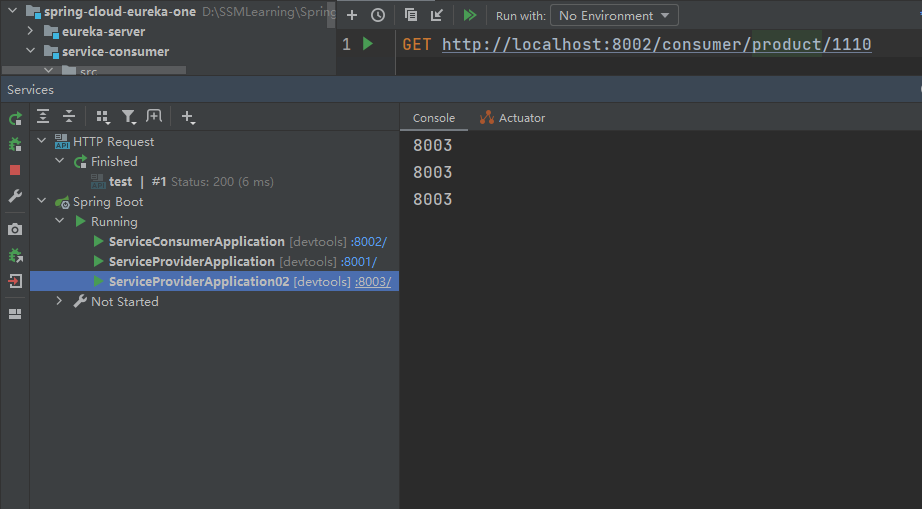 spring-cloud-eureka-one D:\SSMLearning\Spring
eureka-server
service-consumer
src
Run with: No Environment
1 GET http://localhost:8002/consumer/product/1110
Services
HTTP Request
Finished
API test | #1 Status: 200 (6 ms)
Spring Boot
Running
ServiceConsumerApplication [devtools] :8002/
ServiceProviderApplication [devtools] :8001/
ServiceProviderApplication02 [devtools] :8003/
Not Started
Console Actuator
8003
8003
8003